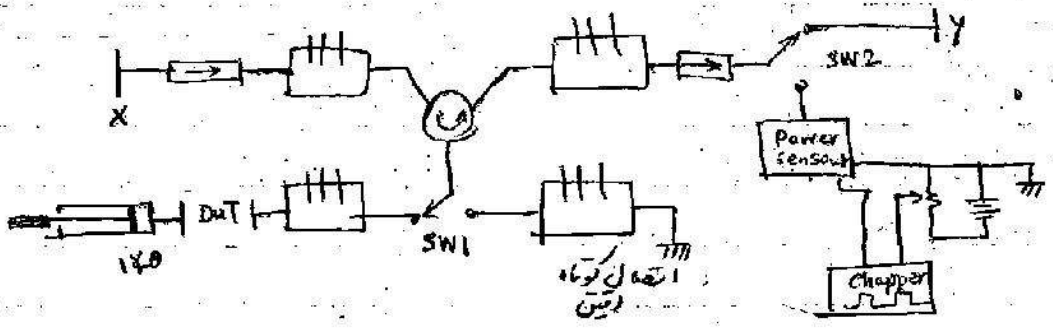 X
Y
SW2
Power
Sensor
DuT
SW1
اتصال کوتاه
دقیق
Chopper